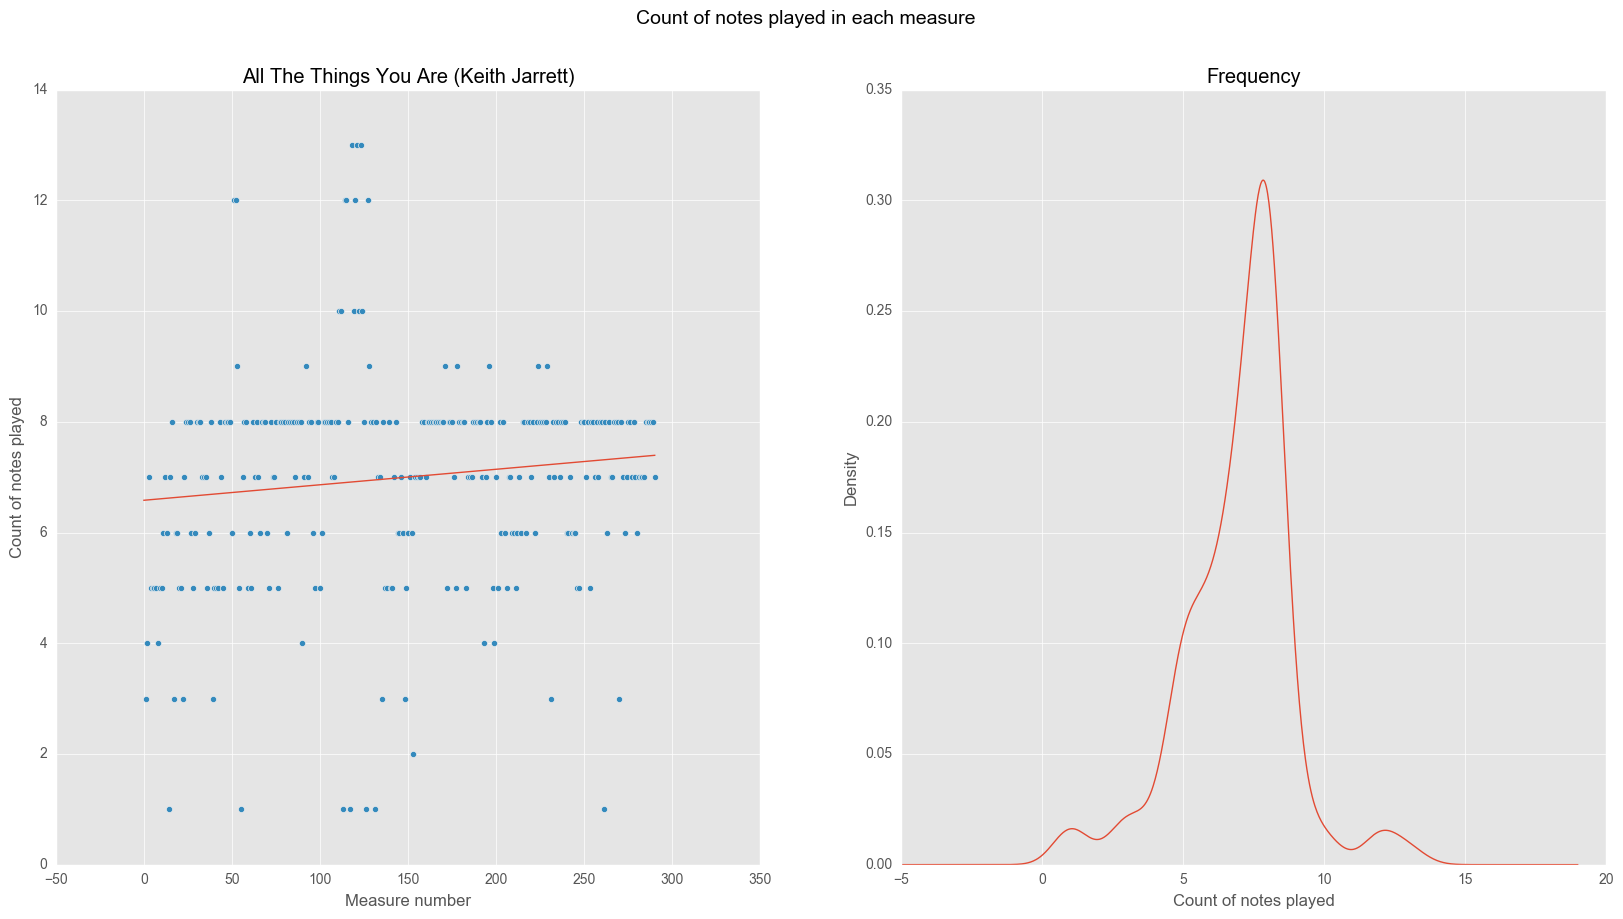 Count of notes played in each measure
All The Things You Are (Keith Jarrett)
14
12
10
8
6
4
2
0
Count of notes played
−50 0 50 100 150 200 250 300 350
Measure number
Frequency
0.35
0.30
0.25
0.20
0.15
0.10
0.05
0.00
Density
−5 0 5 10 15 20
Count of notes played